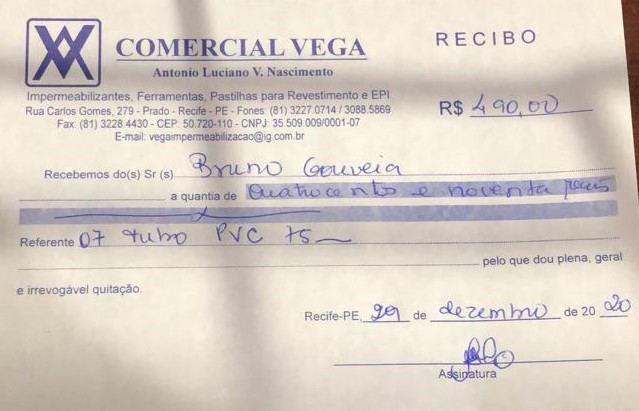 COMERCIAL VEGA
RECIBO
Antonio Luciano V. Nascimento
Impermeabilizantes, Ferramentas, Pastilhas para Revestimento e EPI
Rua Carlos Gomes, 279 - Prado - Recife - PE - Fones: (81) 3227.0714 / 3088.5869
Fax: (81) 3228.4430 - CEP: 50.720-110 - CNPJ: 35.509.009/0001-07
E-mail: vegaimpermeabilizacao@ig.com.br
R$ 490,00
Recebemos do(s) Sr (s) Bruno Gouveia
a quantia de quatrocentos e noventa reais
Referente 07 tubo PVC 75
pelo que dou plena, geral
e irrevogável quitação.
Recife-PE, 29 de dezembro de 20 20
Assinatura